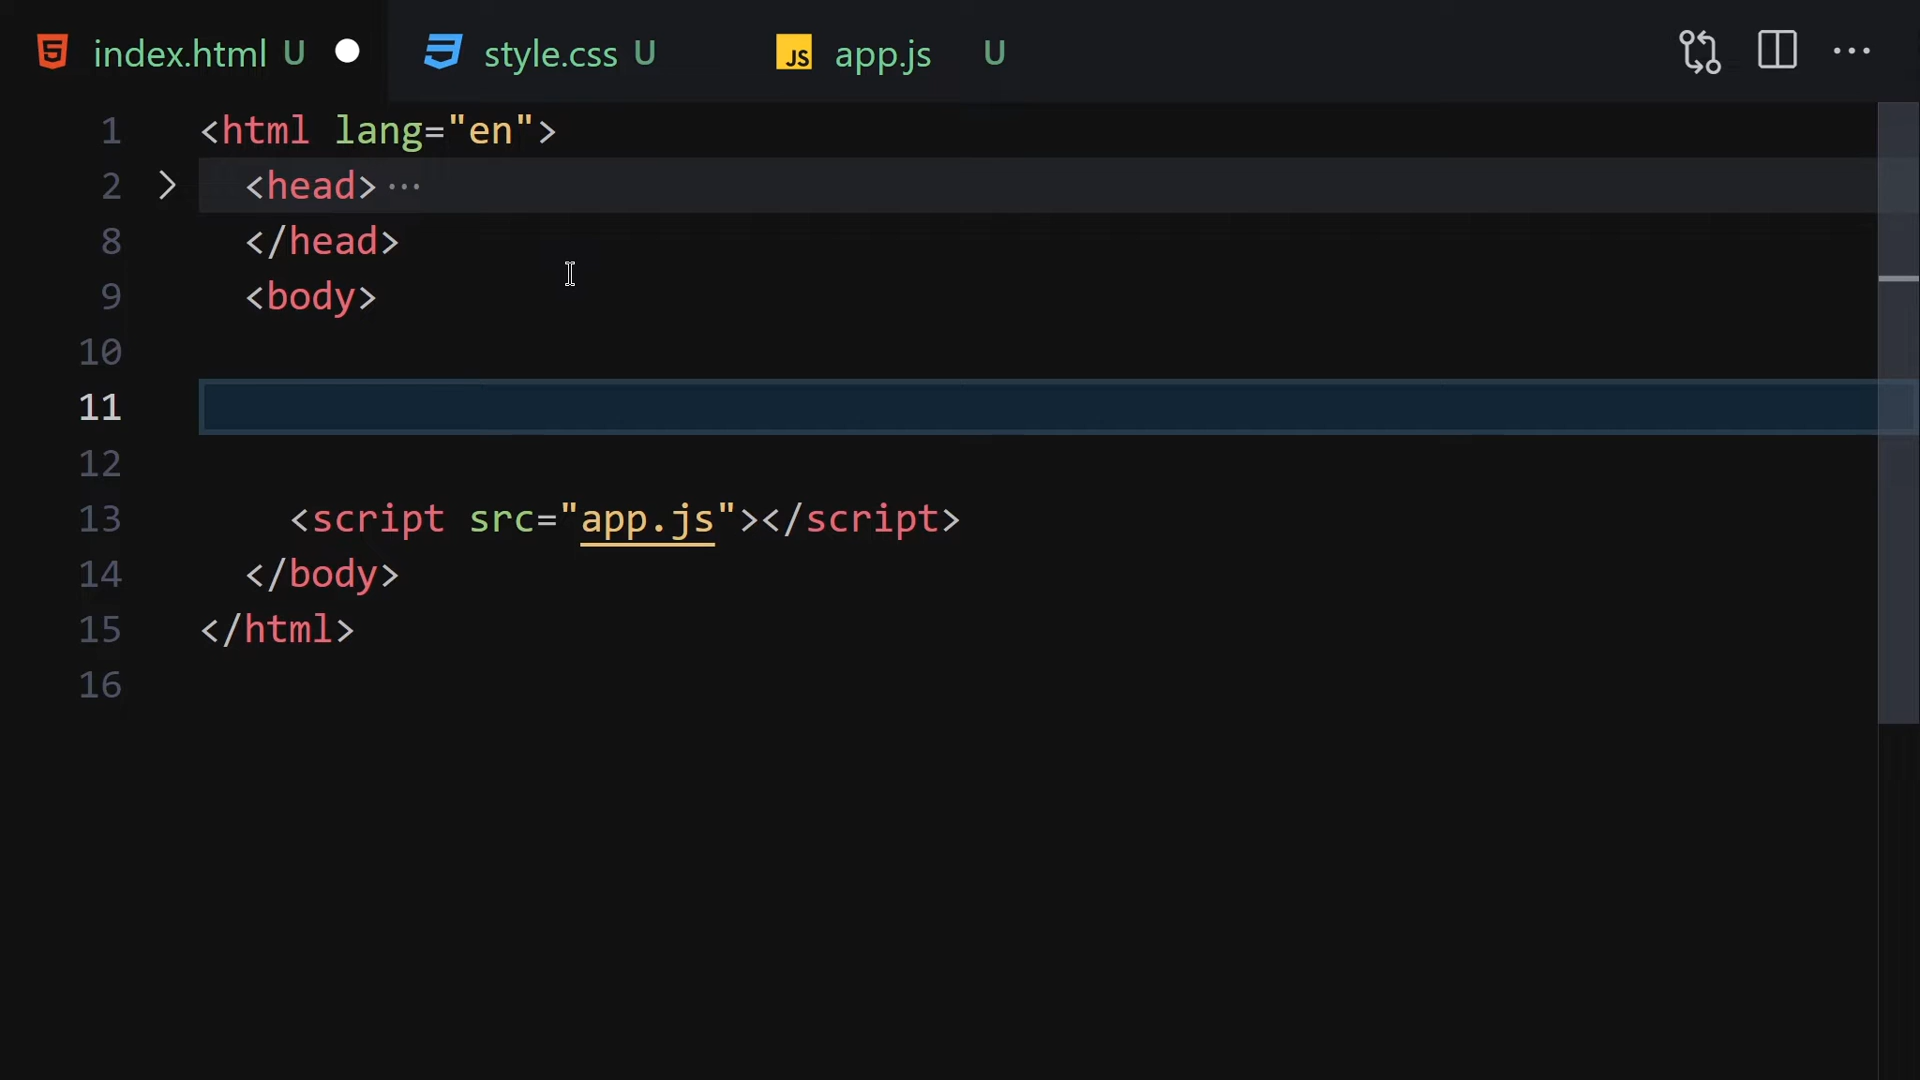 index.html U style.css U JS app.js U
1 <html lang="en">
2 <head> ...
8 </head>
9 <body>
10
11
12
13 <script src="app.js"></script>
14 </body>
15 </html>
16